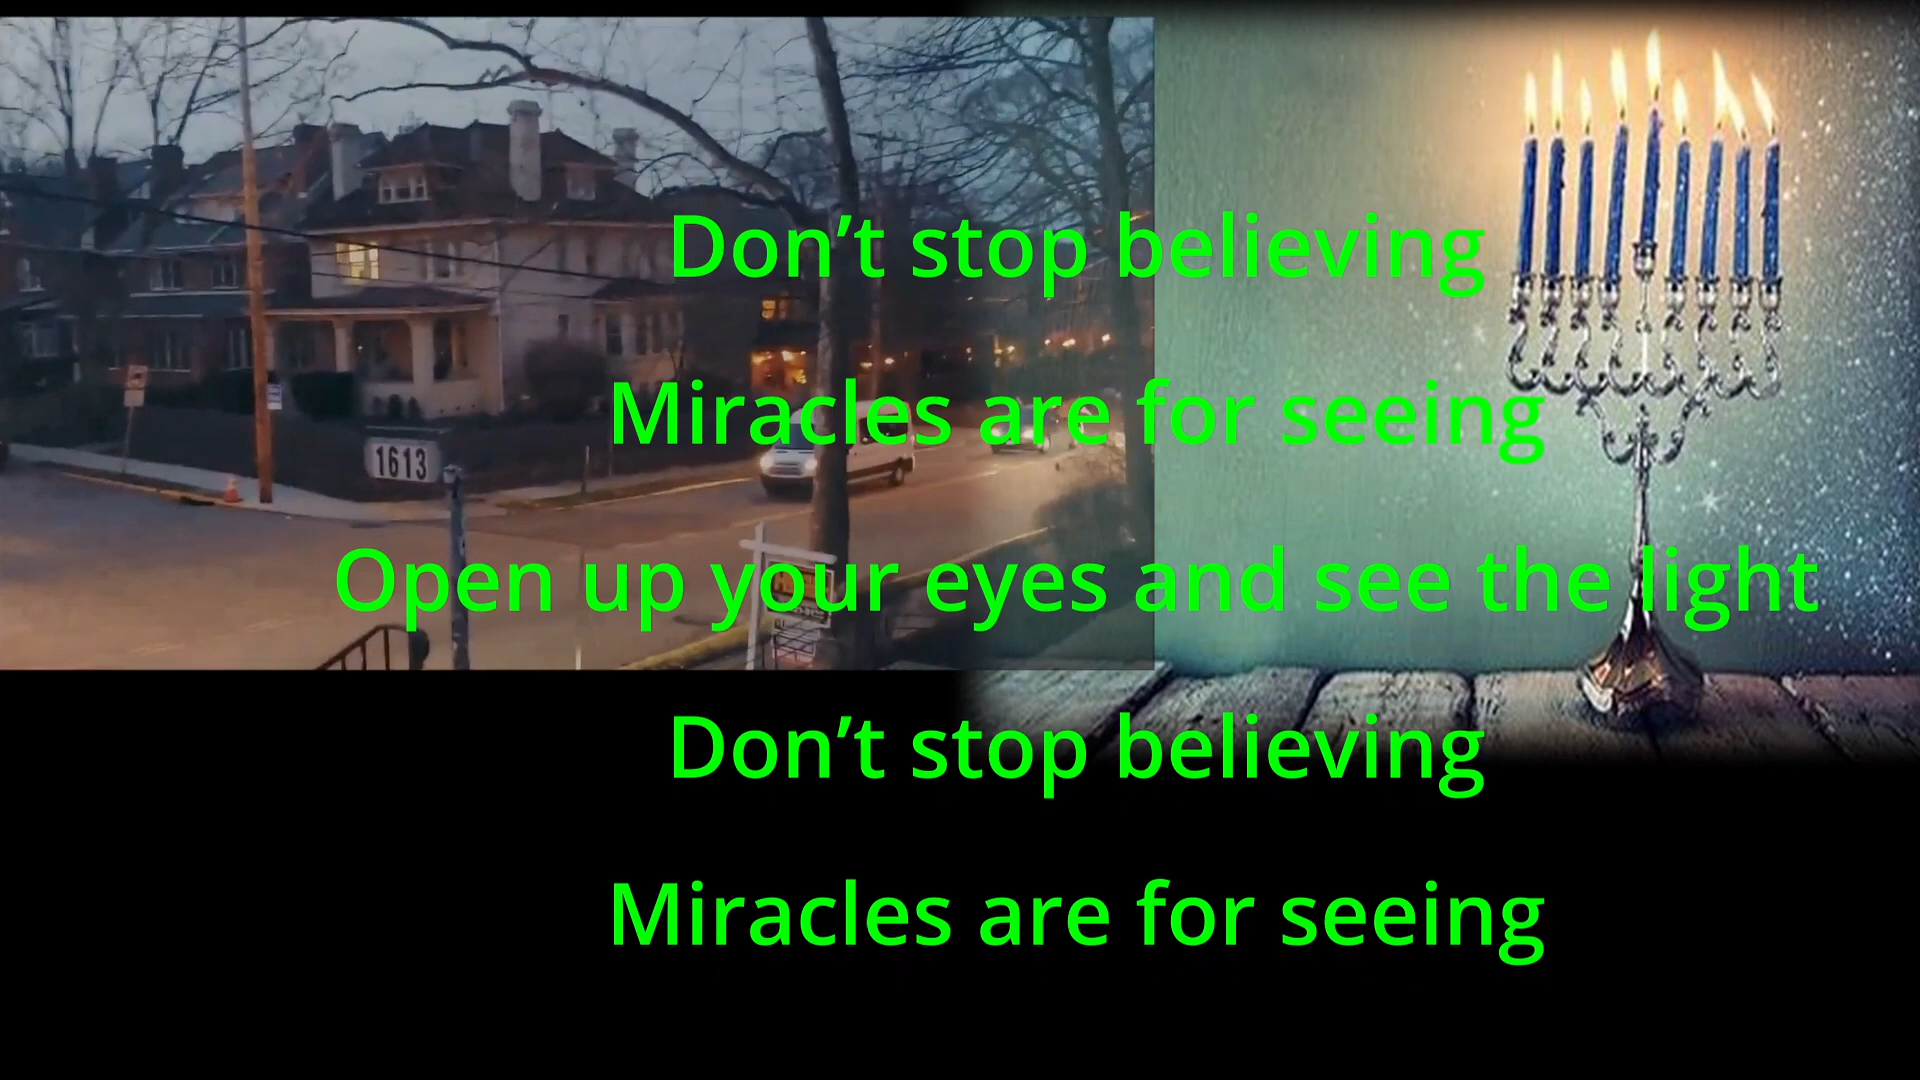 Don’t stop believing
Miracles are for seeing
1613
Open up your eyes and see the light
Don’t stop believing
Miracles are for seeing